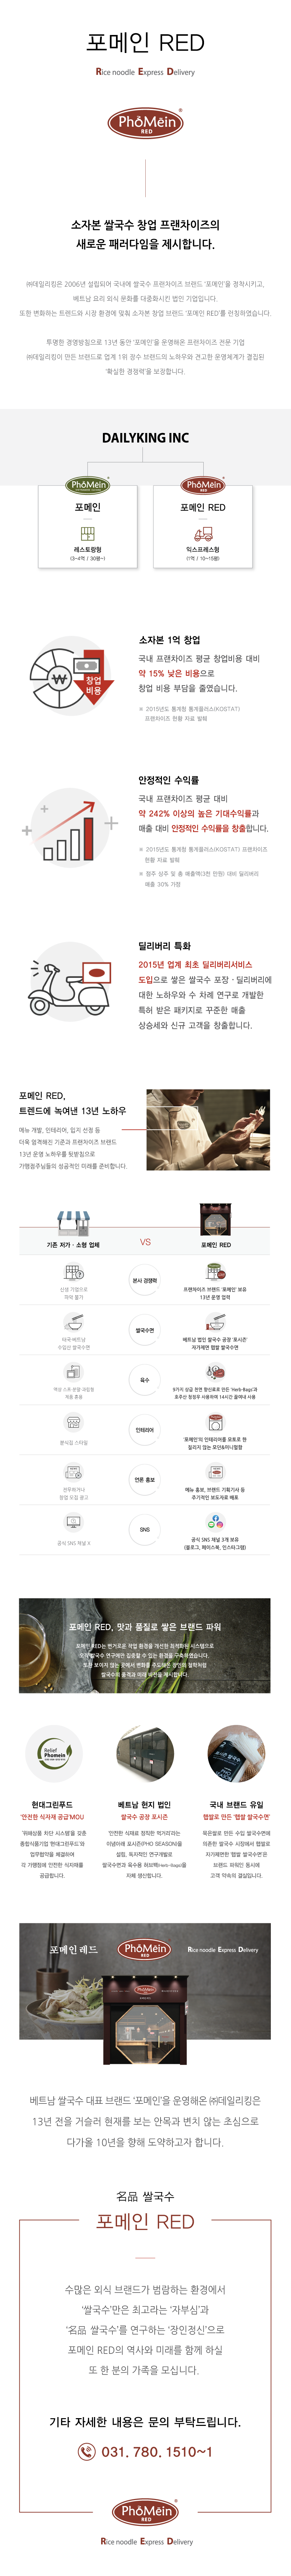 포메인 RED
Rice noodle Express Delivery
PhỏMein
RED
소자본 쌀국수 창업 프랜차이즈의
새로운 패러다임을 제시합니다.
㈜데일리킹은 2006년 설립되어 국내에 쌀국수 프랜차이즈 브랜드 '포메인'을 정착시키고,
베트남 요리 외식 문화를 대중화시킨 법인 기업입니다.
또한 변화하는 트렌드와 시장 환경에 맞춰 소자본 창업 브랜드 '포메인 RED'를 런칭하였습니다.
투명한 경영방침으로 13년 동안 '포메인'을 운영해온 프랜차이즈 전문 기업
㈜데일리킹이 만든 브랜드로 업계 1위 장수 브랜드의 노하우와 견고한 운영체계가 결집된
'확실한 경쟁력'을 보장합니다.
DAILYKING INC
PhỏMein
PhỏMein
RED
포메인
포메인 RED
레스토랑형
(3~4억 / 30평~)
익스프레스형
(1억 / 10~15평)
창업
비용
소자본 1억 창업
국내 프랜차이즈 평균 창업비용 대비
약 15% 낮은 비용으로
창업 비용 부담을 줄였습니다.
※ 2015년도 통계청 통계플러스(KOSTAT)
프랜차이즈 현황 자료 발췌
안정적인 수익률
국내 프랜차이즈 평균 대비
약 242% 이상의 높은 기대수익률과
매출 대비 안정적인 수익률을 창출합니다.
※ 2015년도 통계청 통계플러스(KOSTAT) 프랜차이즈
현황 자료 발췌
※ 점주 상주 및 총 매출액(3천 만원) 대비 딜리버리
매출 30% 가정
딜리버리 특화
2015년 업계 최초 딜리버리서비스
도입으로 쌓은 쌀국수 포장 · 딜리버리에
대한 노하우와 수 차례 연구로 개발한
특허 받은 패키지로 꾸준한 매출
상승세와 신규 고객을 창출합니다.
포메인 RED,
트렌드에 녹여낸 13년 노하우
메뉴 개발, 인테리어, 입지 선정 등
더욱 엄격해진 기준과 프랜차이즈 브랜드
13년 운영 노하우를 뒷받침으로
가맹점주님들의 성공적인 미래를 준비합니다.
기존 저가 · 소형 업체
VS
포메인 RED
신생 기업으로
파악 불가
본사 경쟁력
프랜차이즈 브랜드 '포메인' 보유
13년 운영 업력
타국·베트남
수입산 쌀국수면
쌀국수면
베트남 법인 쌀국수 공장 '포시즌'
자가제면 햅쌀 쌀국수면
액상 스프·분말·과립형
제품 혼용
육수
9가지 상급 천연 향신료로 만든 'Herb-Bags'과
호주산 청정우 사용하여 14시간 끓여내 사용
분식집 스타일
인테리어
'포메인'의 인테리어를 모토로 한
질리지 않는 모던&미니멀함
전무하거나
창업 모집 광고
언론 홍보
메뉴 홍보, 브랜드 기획기사 등
주기적인 보도자료 배포
공식 SNS 채널 X
SNS
공식 SNS 채널 3개 보유
(블로그, 페이스북, 인스타그램)
포메인 RED, 맛과 품질로 쌓은 브랜드 파워
포메인 RED는 번거로운 작업 환경을 개선한 최적화된 시스템으로
Relief
Phomein
현대그린푸드
'안전한 식자재 공급'MOU
'위해상품 차단 시스템'을 갖춘
종합식품기업 '현대그린푸드'와
업무협약을 체결하여
각 가맹점에 안전한 식자재를
공급합니다.
베트남 현지 법인
쌀국수 공장 포시즌
'안전한 식재로 정직한 먹거리'라는
이념아래 포시즌(PHO SEASON)을
설립, 독자적인 연구개발로
쌀국수면과 육수용 허브백(Herb-Bags)을
자체 생산합니다.
국내 브랜드 유일
햅쌀로 만든 '햅쌀 쌀국수면'
묵은쌀로 만든 수입 쌀국수면에
의존한 쌀국수 시장에서 햅쌀로
자가제면한 '햅쌀 쌀국수면'은
브랜드 파워인 동시에
고객 약속의 결실입니다.
포메인 레드
PhỏMein
RED
Rice noodle Express Delivery
베트남 쌀국수 대표 브랜드 '포메인'을 운영해온 ㈜데일리킹은
13년 전을 거슬러 현재를 보는 안목과 변치 않는 초심으로
다가올 10년을 향해 도약하고자 합니다.
名品 쌀국수
포메인 RED
수많은 외식 브랜드가 범람하는 환경에서
'쌀국수'만은 최고라는 '자부심'과
'名品 쌀국수'를 연구하는 '장인정신'으로
포메인 RED의 역사와 미래를 함께 하실
또 한 분의 가족을 모십니다.
기타 자세한 내용은 문의 부탁드립니다.
031. 780. 1510~1
PhỏMein
RED
Rice noodle Express Delivery